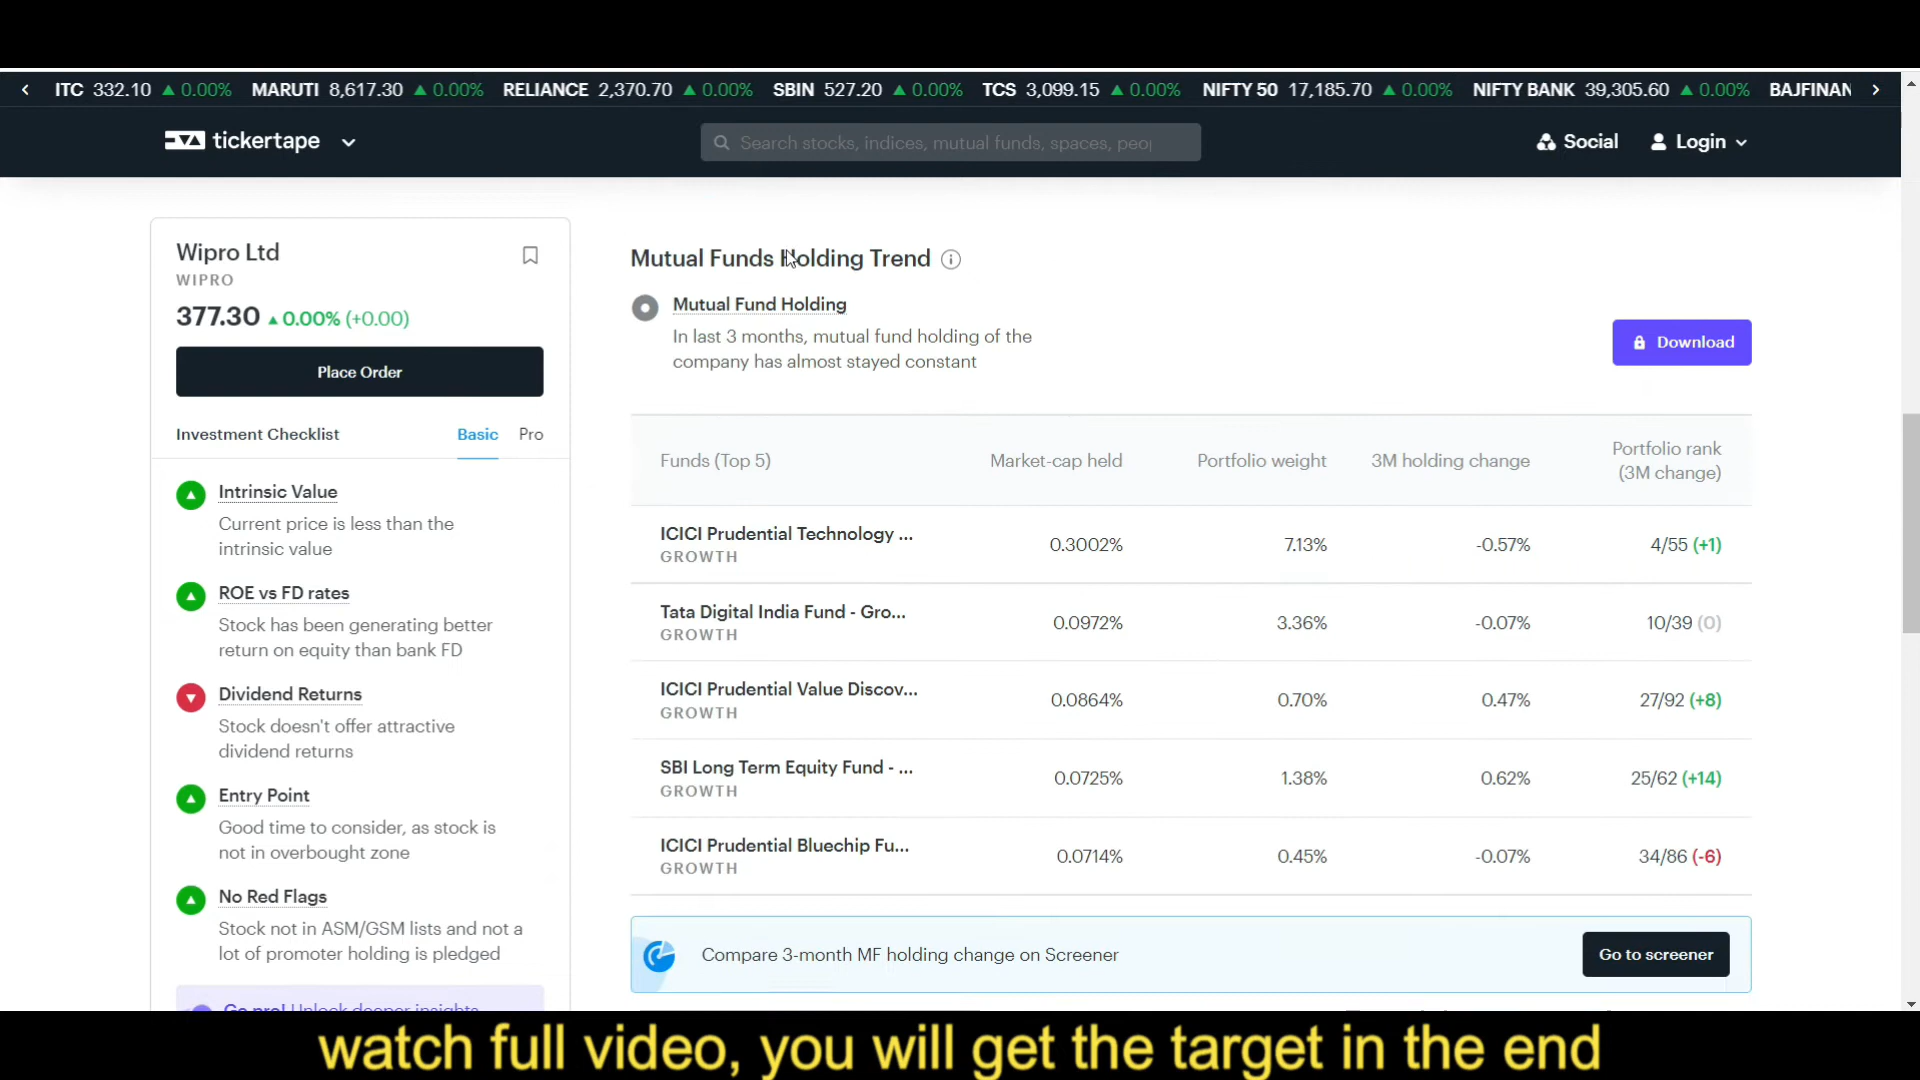 ITC 332.10 ▲ 0.00% MARUTI 8,617.30 ▲ 0.00% RELIANCE 2,370.70 ▲ 0.00% SBIN 527.20 ▲ 0.00% TCS 3,099.15 ▲ 0.00% NIFTY 50 17,185.70 ▲ 0.00% NIFTY BANK 39,305.60 ▲ 0.00% BAJFINAN
tickertape
Search stocks, indices, mutual funds, spaces, peop
Social
Login
Wipro Ltd
WIPRO
377.30 ▲ 0.00% (+0.00)
Place Order
Investment Checklist Basic Pro
Intrinsic Value
Current price is less than the
intrinsic value
ROE vs FD rates
Stock has been generating better
return on equity than bank FD
Dividend Returns
Stock doesn't offer attractive
dividend returns
Entry Point
Good time to consider, as stock is
not in overbought zone
No Red Flags
Stock not in ASM/GSM lists and not a
lot of promoter holding is pledged
Go pro! Unlock deeper insights
Mutual Funds Holding Trend
Mutual Fund Holding
In last 3 months, mutual fund holding of the
company has almost stayed constant
Download
Funds (Top 5) Market-cap held Portfolio weight 3M holding change Portfolio rank
(3M change)
ICICI Prudential Technology ... 0.3002% 7.13% -0.57% 4/55 (+1)
GROWTH
Tata Digital India Fund - Gro... 0.0972% 3.36% -0.07% 10/39 (0)
GROWTH
ICICI Prudential Value Discov... 0.0864% 0.70% 0.47% 27/92 (+8)
GROWTH
SBI Long Term Equity Fund - ... 0.0725% 1.38% 0.62% 25/62 (+14)
GROWTH
ICICI Prudential Bluechip Fu... 0.0714% 0.45% -0.07% 34/86 (-6)
GROWTH
Compare 3-month MF holding change on Screener
Go to screener
watch full video, you will get the target in the end